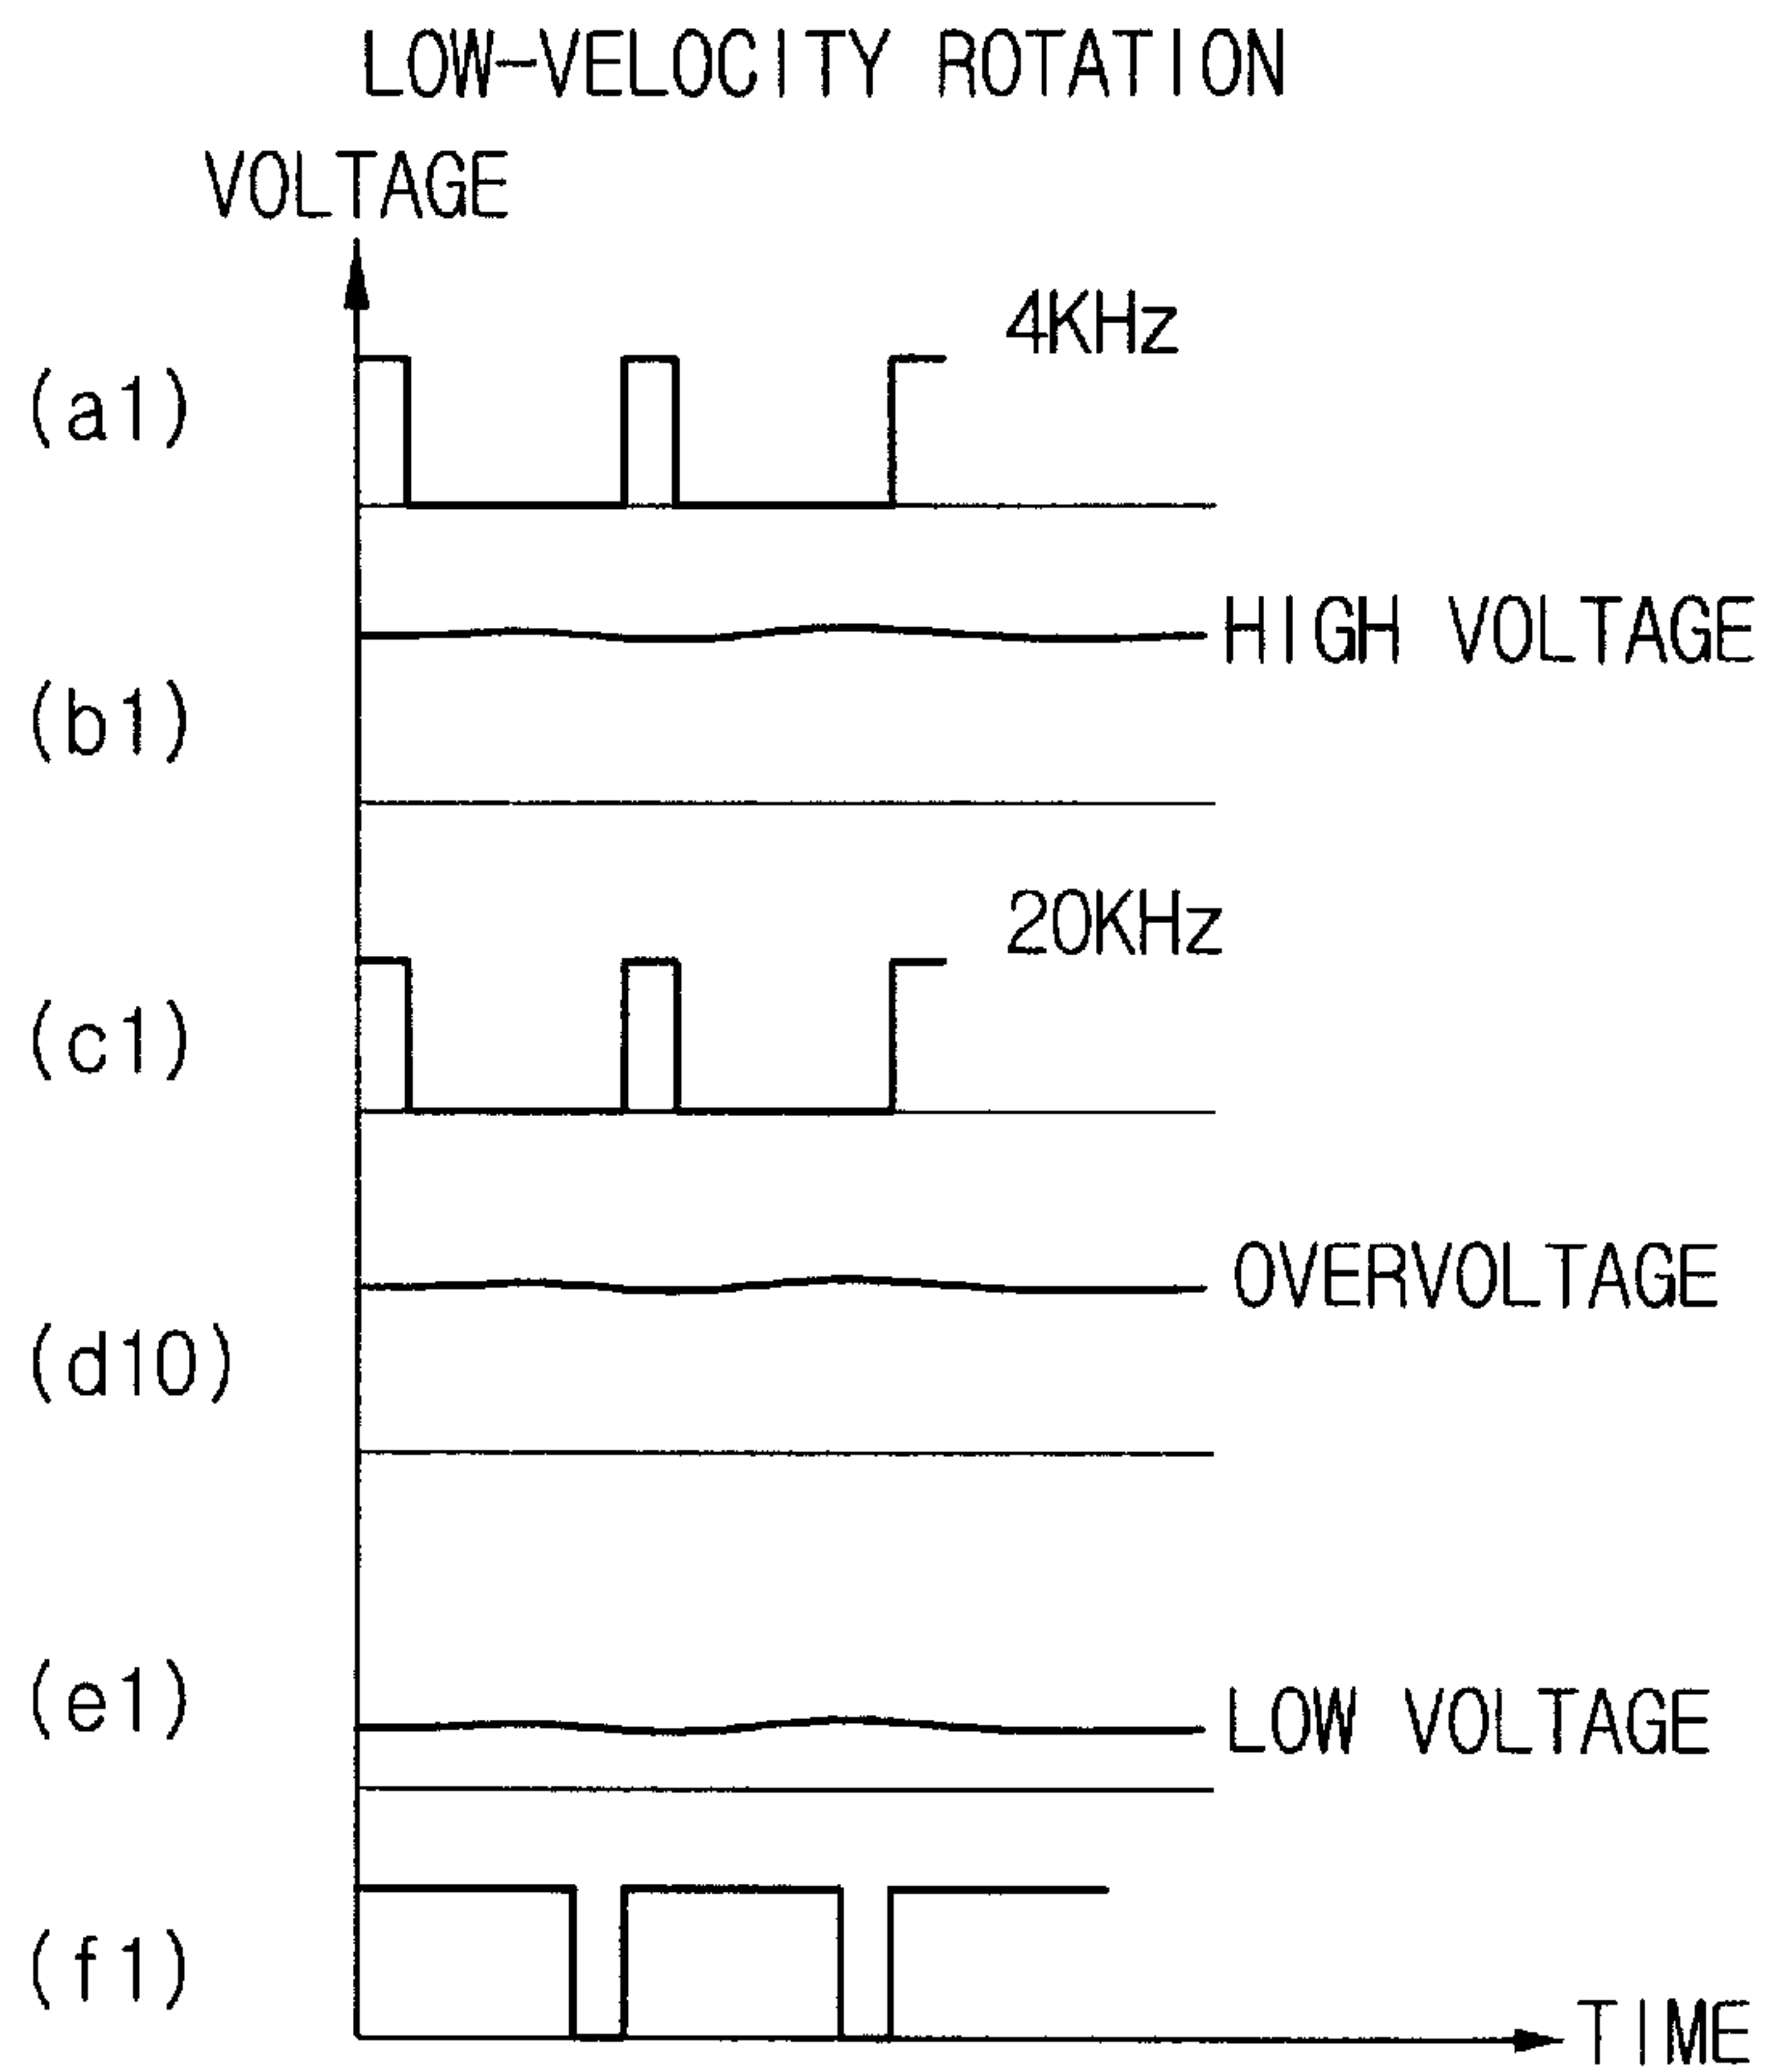 LOW-VELOCITY ROTATION
VOLTAGE
4KHz
(a1)
HIGH VOLTAGE
(b1)
20KHz
(c1)
OVERVOLTAGE
(d10)
(e1)
LOW VOLTAGE
(f1)
TIME